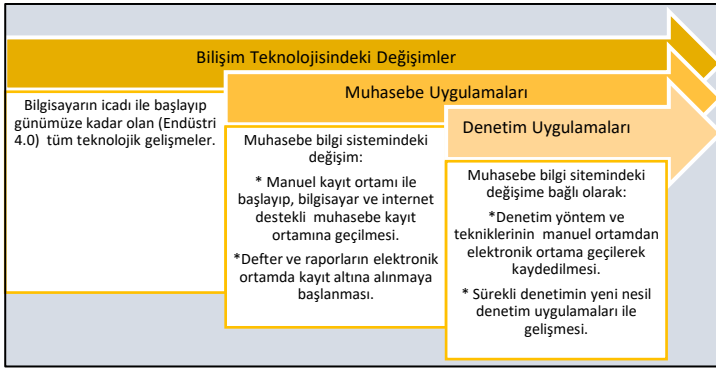 Bilişim Teknolojisindeki Değişimler
Bilgisayarın icadı ile başlayıp
günümüze kadar olan (Endüstri
4.0) tüm teknolojik gelişmeler.
Muhasebe Uygulamaları
Muhasebe bilgi sistemindeki
değişim:
* Manuel kayıt ortamı ile
başlayıp, bilgisayar ve internet
destekli muhasebe kayıt
ortamına geçilmesi.
*Defter ve raporların elektronik
ortamda kayıt altına alınmaya
başlanması.
Denetim Uygulamaları
Muhasebe bilgi sitemindeki
değişime bağlı olarak:
*Denetim yöntem ve
tekniklerinin manuel ortamdan
elektronik ortama geçilerek
kaydedilmesi.
* Sürekli denetimin yeni nesil
denetim uygulamaları ile
gelişmesi.